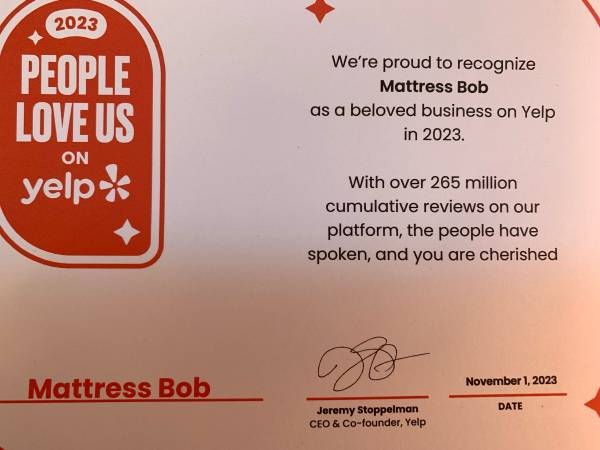 2023
PEOPLE
LOVE US
ON
yelp
We're proud to recognize
Mattress Bob
as a beloved business on Yelp
in 2023.
With over 265 million
cumulative reviews on our
platform, the people have
spoken, and you are cherished
Mattress Bob
Jeremy Stoppelman
CEO & Co-founder, Yelp
November 1, 2023
DATE